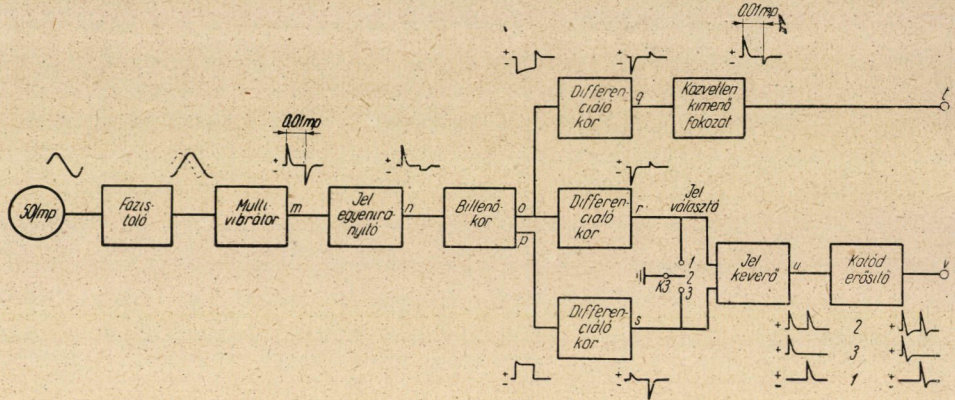 0.01mp
+
-
+
-
+
-
Differen-
ciáló
kör
q
Közvetlen
kimenő
fokozat
t
0.01mp
+
-
+
-
+
-
50/mp
Fázis-
toló
Multi
vibrátor
m
Jel
egyenirá-
nyító
n
Billenő-
kör
o
p
Differen-
ciáló
kör
r
Jel
választó
1
2
3
K3
Jel
keverő
u
Katód
erősítő
v
Differen-
ciáló
kör
s
+
-
+
-
+
-
2
+
-
+
-
3
+
-
+
-
1
+
-